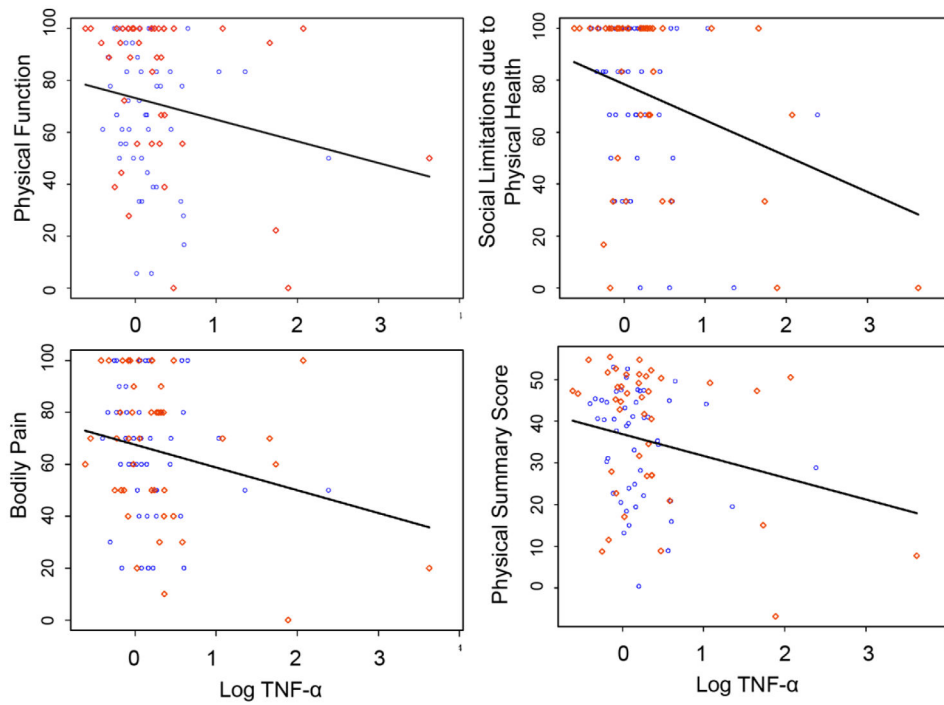 Physical Function
0 20 40 60 80 100
0 1 2 3
Social Limitations due to
Physical Health
0 20 40 60 80 100
0 1 2 3
Bodily Pain
0 20 40 60 80 100
0 1 2 3
Log TNF-α
Physical Summary Score
0 10 20 30 40 50
0 1 2 3
Log TNF-α